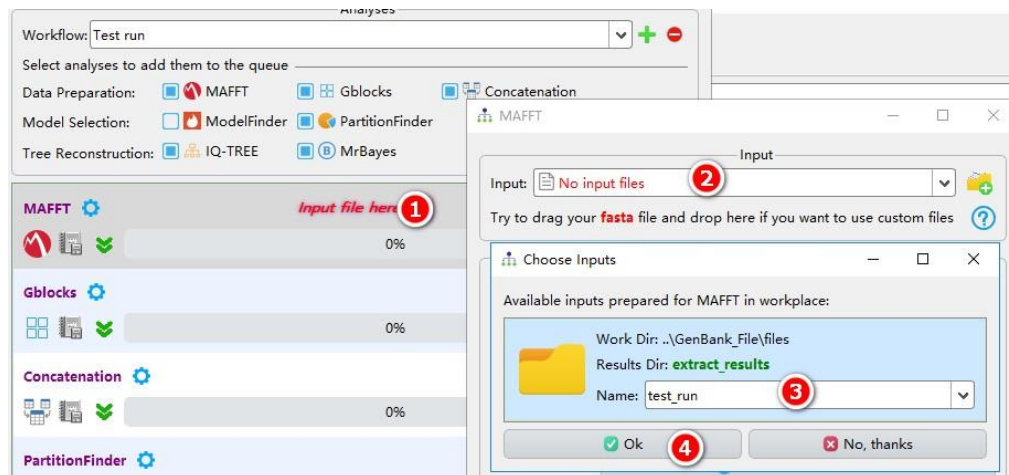 Analyses
Workflow: Test run
Select analyses to add them to the queue
Data Preparation: MAFFT Gblocks Concatenation
Model Selection: ModelFinder PartitionFinder
Tree Reconstruction: IQ-TREE B MrBayes
MAFFT
Input
Input: No input files 2
Try to drag your fasta file and drop here if you want to use custom files ?
MAFFT Input file here 1
0%
Gblocks
0%
Concatenation
0%
PartitionFinder
Choose Inputs
Available inputs prepared for MAFFT in workplace:
Work Dir: ..\GenBank_File\files
Results Dir: extract_results
Name: test_run 3
Ok 4 No, thanks